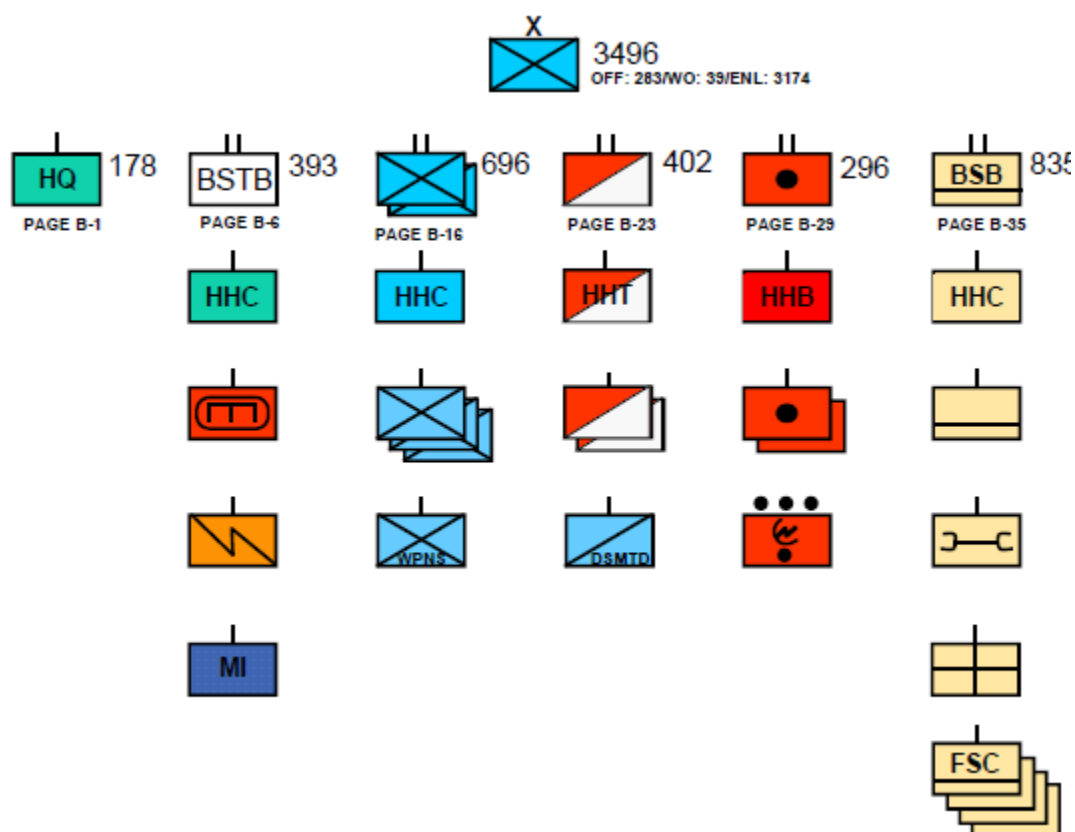 X
3496
OFF: 283/WO: 39/ENL: 3174
HQ 178 BSTB 393 696 402 296 BSB 835
PAGE B-1 PAGE B-6 PAGE B-16 PAGE B-23 PAGE B-29 PAGE B-35
HHC HHC HHT HHB HHC
WPNS DSMTD
MI
FSC